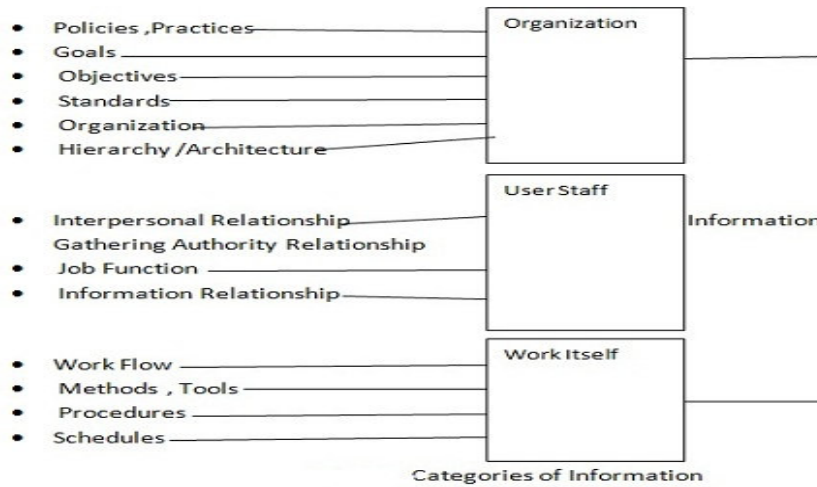 • Policies ,Practices
• Goals
• Objectives
• Standards
• Organization
• Hierarchy /Architecture
Organization
• Interpersonal Relationship
Gathering Authority Relationship
• Job Function
• Information Relationship
User Staff
Information
• Work Flow
• Methods , Tools
• Procedures
• Schedules
Work Itself
Categories of Information